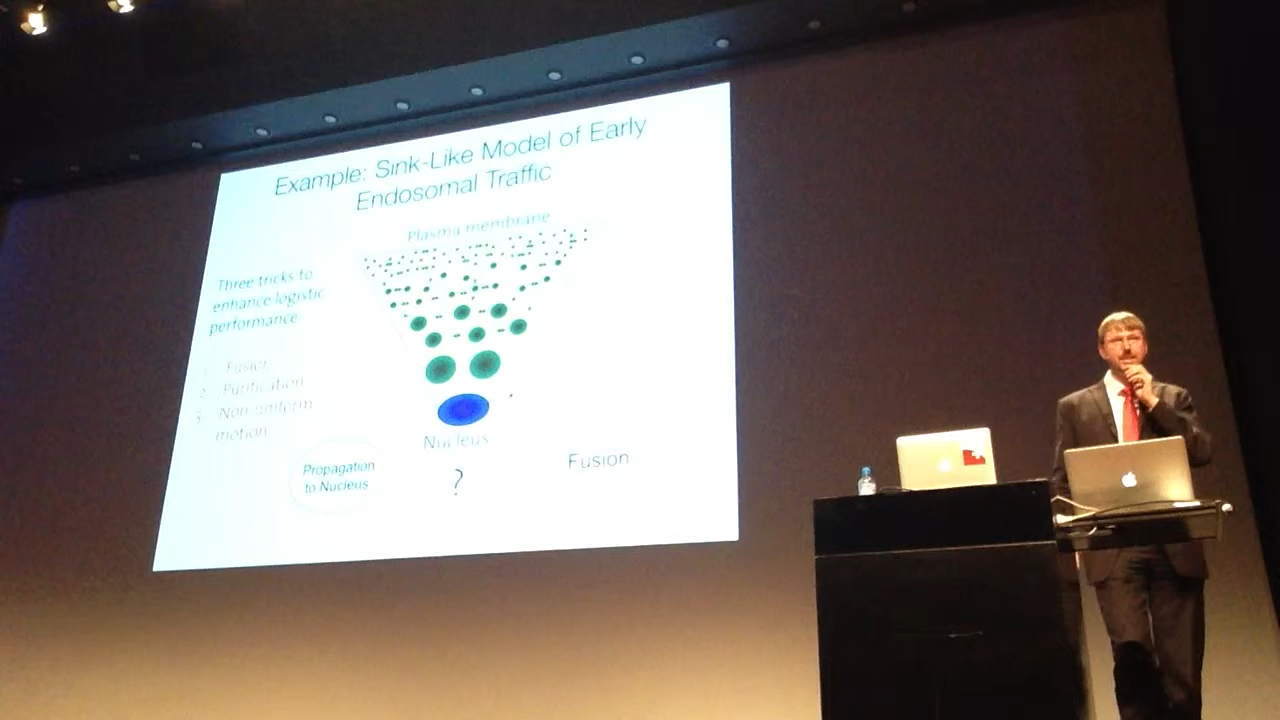 Example: Sink-Like Model of Early
Endosomal Traffic
Plasma membrane
Three tricks to
enhance logistic
performance
1. Fusion
2. Purification
3. Non-uniform
motion
Nucleus
Propagation
to Nucleus
?
Fusion